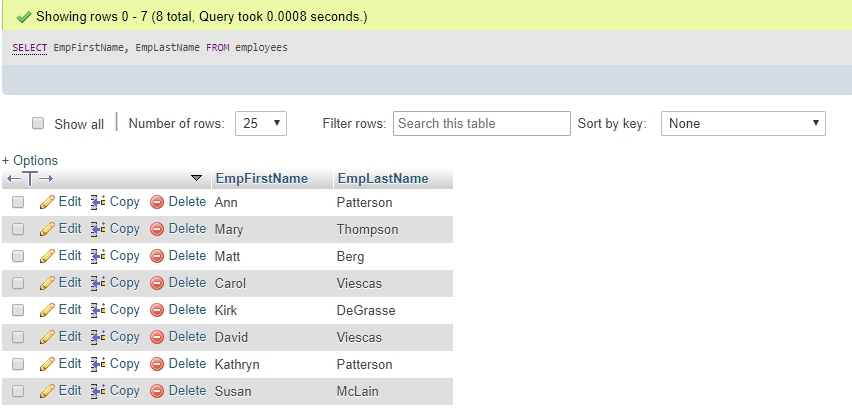 Showing rows 0 - 7 (8 total, Query took 0.0008 seconds.)
SELECT EmpFirstName, EmpLastName FROM employees
Show all Number of rows: 25 Filter rows: Search this table Sort by key: None
+ Options
EmpFirstName EmpLastName
Edit Copy Delete Ann Patterson
Edit Copy Delete Mary Thompson
Edit Copy Delete Matt Berg
Edit Copy Delete Carol Viescas
Edit Copy Delete Kirk DeGrasse
Edit Copy Delete David Viescas
Edit Copy Delete Kathryn Patterson
Edit Copy Delete Susan McLain